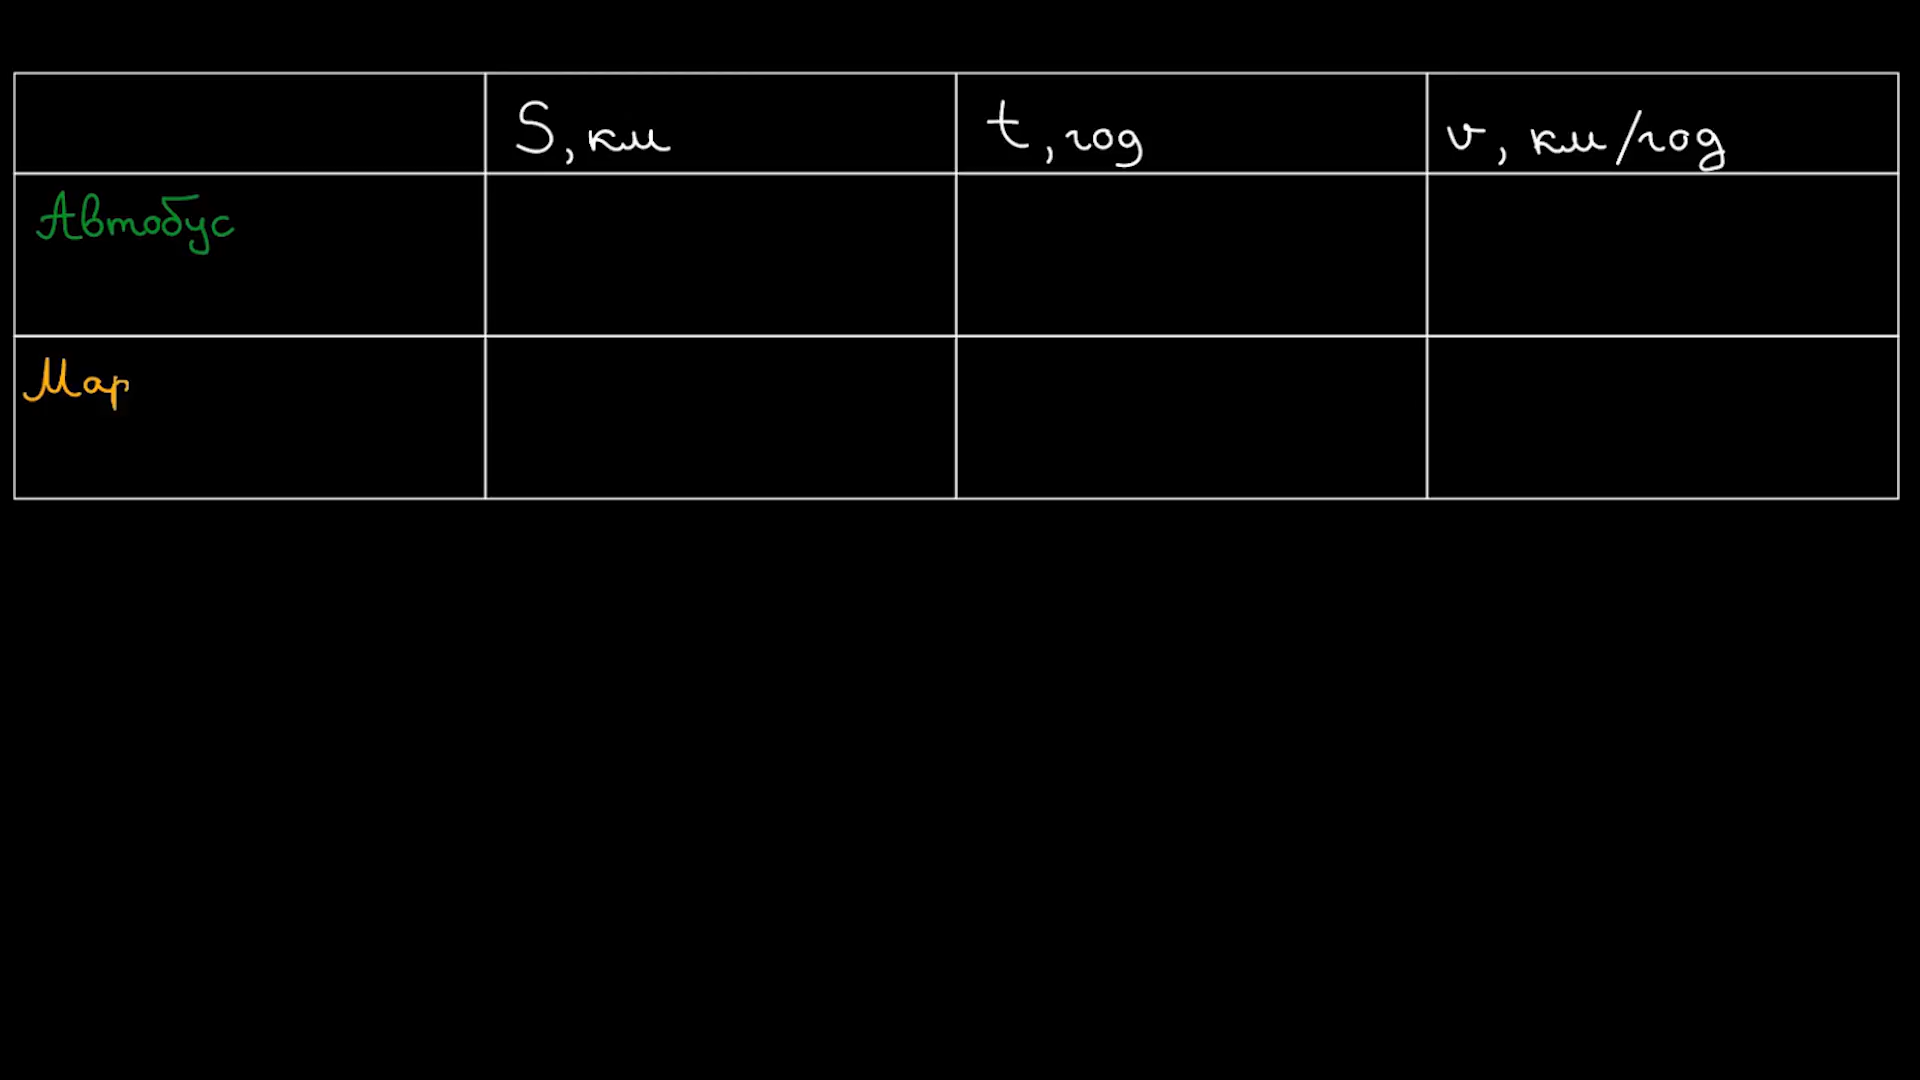 S, км t, год v, км/год
Автобус
Мар